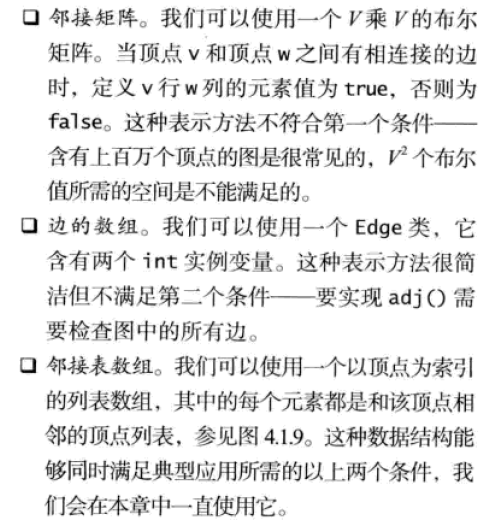 ❏ 邻接矩阵。我们可以使用一个 V 乘 V 的布尔
矩阵。当顶点 v 和顶点 w 之间有相连接的边
时，定义 v 行 w 列的元素值为 true，否则为
false。这种表示方法不符合第一个条件——
含有上百万个顶点的图是很常见的，V² 个布尔
值所需的空间是不能满足的。
❏ 边的数组。我们可以使用一个 Edge 类，它
含有两个 int 实例变量。这种表示方法很简
洁但不满足第二个条件——要实现 adj() 需
要检查图中的所有边。
❏ 邻接表数组。我们可以使用一个以顶点为索引
的列表数组，其中的每个元素都是和该顶点相
邻的顶点列表，参见图 4.1.9。这种数据结构能
够同时满足典型应用所需的以上两个条件，我
们会在本章中一直使用它。